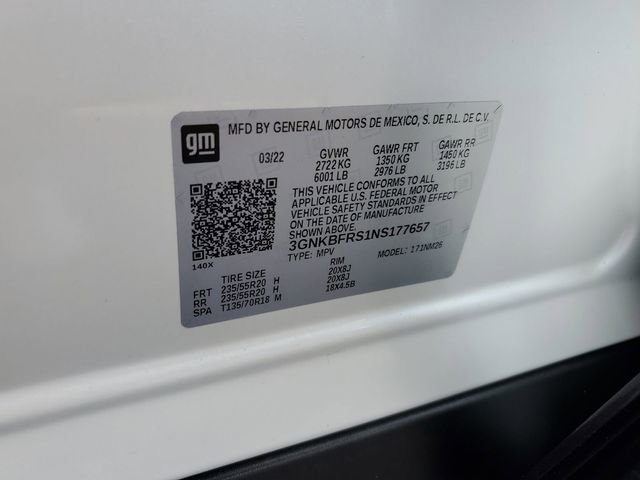 gm
MFD BY GENERAL MOTORS DE MEXICO, S. DE R.L. DE C.V.
03/22 GVWR GAWR FRT GAWR RR
2722 KG 1350 KG 1450 KG
6001 LB 2976 LB 3196 LB
THIS VEHICLE CONFORMS TO ALL
APPLICABLE U.S. FEDERAL MOTOR
VEHICLE SAFETY STANDARDS IN EFFECT
ON THE DATE OF MANUFACTURE
SHOWN ABOVE.
3GNKBFRS1NS177657
140X TYPE: MPV MODEL: 171NM26
TIRE SIZE RIM
FRT 235/55R20 H 20X8J
RR 235/55R20 H 20X8J
SPA T135/70R18 M 18X4.5B